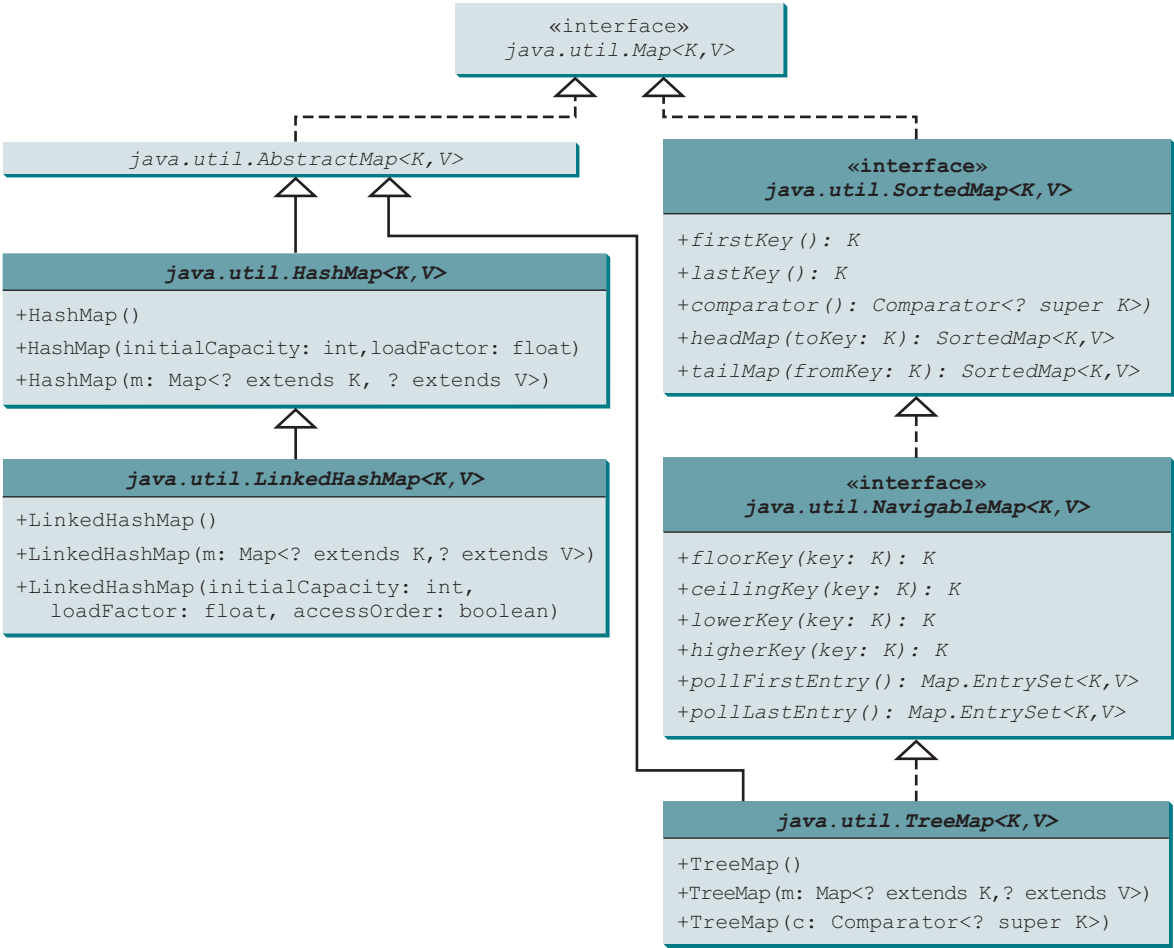 «interface»
java.util.Map<K,V>
java.util.AbstractMap<K,V>
java.util.HashMap<K,V>
+HashMap()
+HashMap(initialCapacity: int,loadFactor: float)
+HashMap(m: Map<? extends K, ? extends V>)
java.util.LinkedHashMap<K,V>
+LinkedHashMap()
+LinkedHashMap(m: Map<? extends K,? extends V>)
+LinkedHashMap(initialCapacity: int,
loadFactor: float, accessOrder: boolean)
«interface»
java.util.SortedMap<K,V>
+firstKey(): K
+lastKey(): K
+comparator(): Comparator<? super K>)
+headMap(toKey: K): SortedMap<K,V>
+tailMap(fromKey: K): SortedMap<K,V>
«interface»
java.util.NavigableMap<K,V>
+floorKey(key: K): K
+ceilingKey(key: K): K
+lowerKey(key: K): K
+higherKey(key: K): K
+pollFirstEntry(): Map.EntrySet<K,V>
+pollLastEntry(): Map.EntrySet<K,V>
java.util.TreeMap<K,V>
+TreeMap()
+TreeMap(m: Map<? extends K,? extends V>)
+TreeMap(c: Comparator<? super K>)